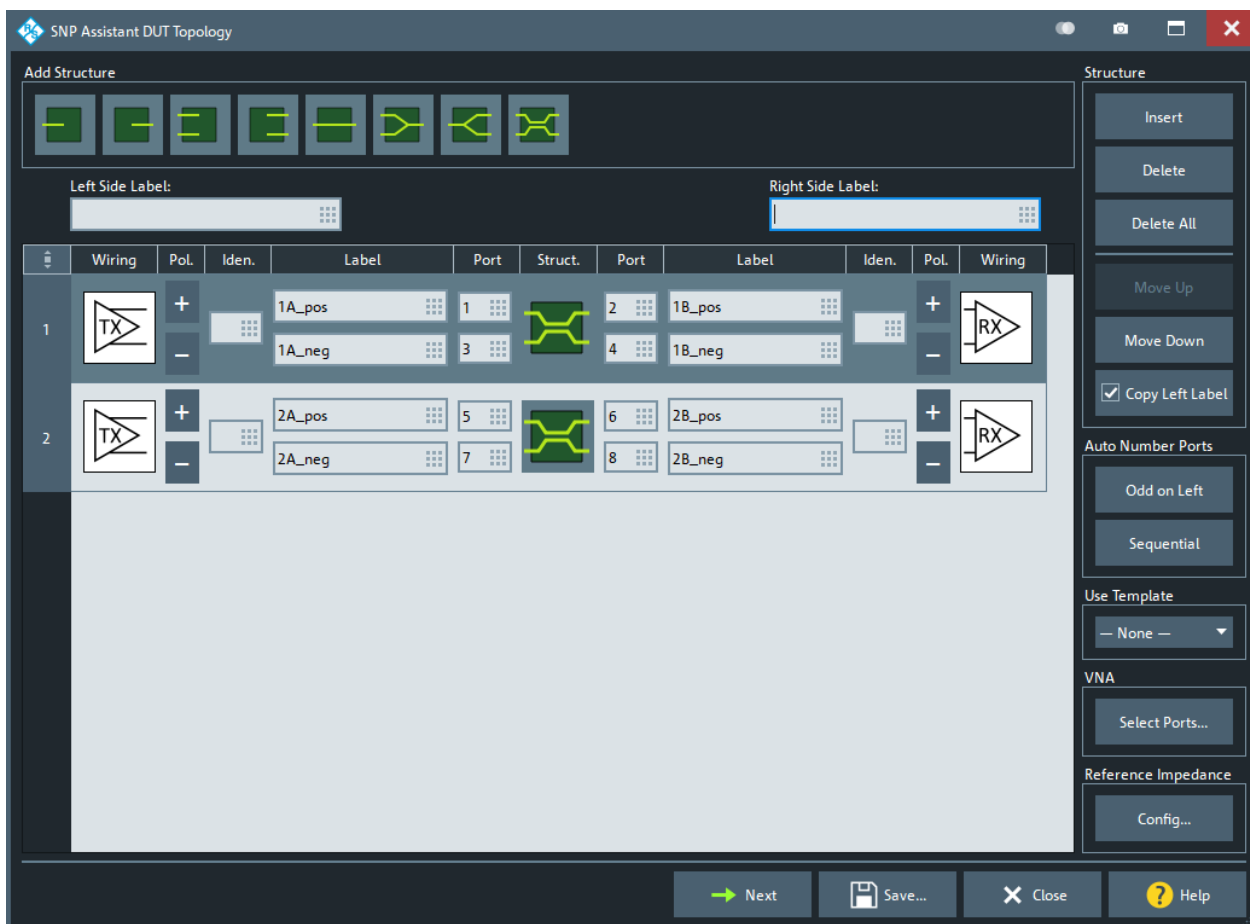 SNP Assistant DUT Topology
Add Structure
Structure
Insert
Delete
Delete All
Move Up
Move Down
Copy Left Label
Left Side Label:
Right Side Label:
Wiring Pol. Iden. Label Port Struct. Port Label Iden. Pol. Wiring
1 TX + 1A_pos 1 2 1B_pos + RX
– 1A_neg 3 4 1B_neg –
2 TX + 2A_pos 5 6 2B_pos + RX
– 2A_neg 7 8 2B_neg –
Auto Number Ports
Odd on Left
Sequential
Use Template
— None —
VNA
Select Ports...
Reference Impedance
Config...
Next Save... Close ? Help